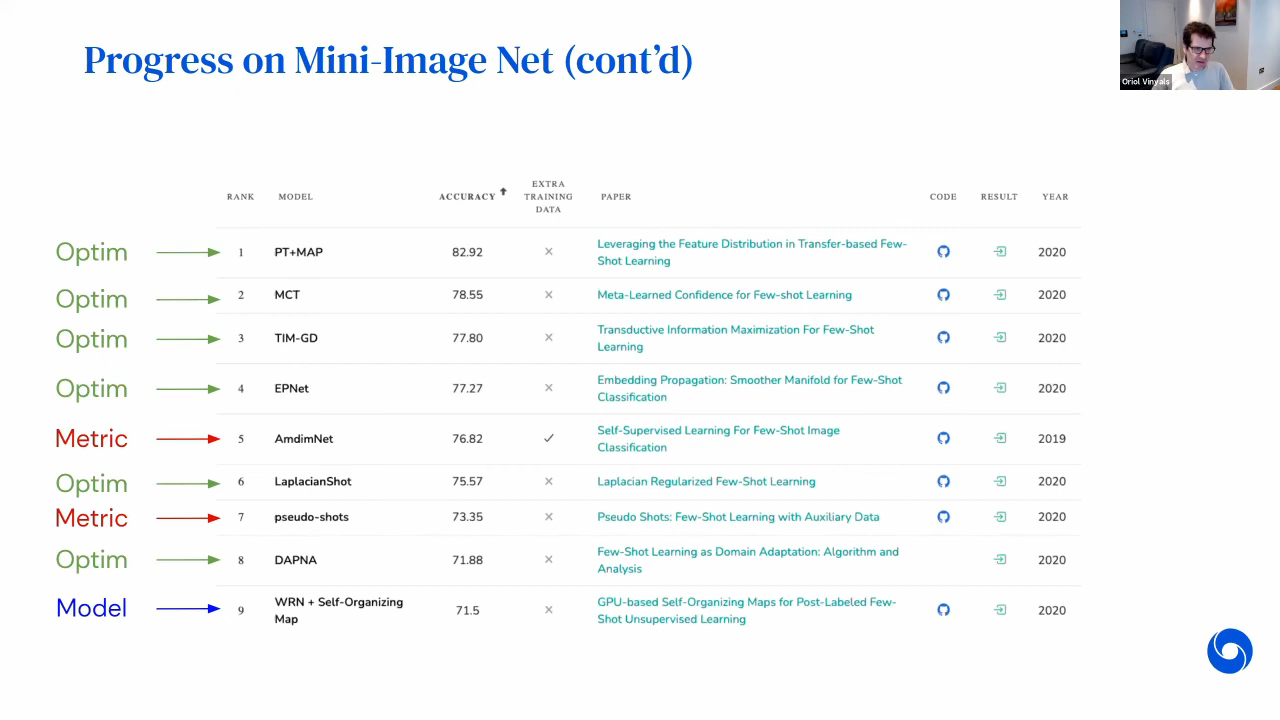 Progress on Mini-Image Net (cont'd)
Oriol Vinyals
RANK MODEL ACCURACY EXTRA TRAINING DATA PAPER CODE RESULT YEAR
Optim 1 PT+MAP 82.92 × Leveraging the Feature Distribution in Transfer-based Few-
Shot Learning 2020
Optim 2 MCT 78.55 × Meta-Learned Confidence for Few-shot Learning 2020
Optim 3 TIM-GD 77.80 × Transductive Information Maximization For Few-Shot
Learning 2020
Optim 4 EPNet 77.27 × Embedding Propagation: Smoother Manifold for Few-Shot
Classification 2020
Metric 5 AmdimNet 76.82 ✓ Self-Supervised Learning For Few-Shot Image
Classification 2019
Optim 6 LaplacianShot 75.57 × Laplacian Regularized Few-Shot Learning 2020
Metric 7 pseudo-shots 73.35 × Pseudo Shots: Few-Shot Learning with Auxiliary Data 2020
Optim 8 DAPNA 71.88 × Few-Shot Learning as Domain Adaptation: Algorithm and
Analysis 2020
Model 9 WRN + Self-Organizing Map 71.5 × GPU-based Self-Organizing Maps for Post-Labeled Few-
Shot Unsupervised Learning 2020